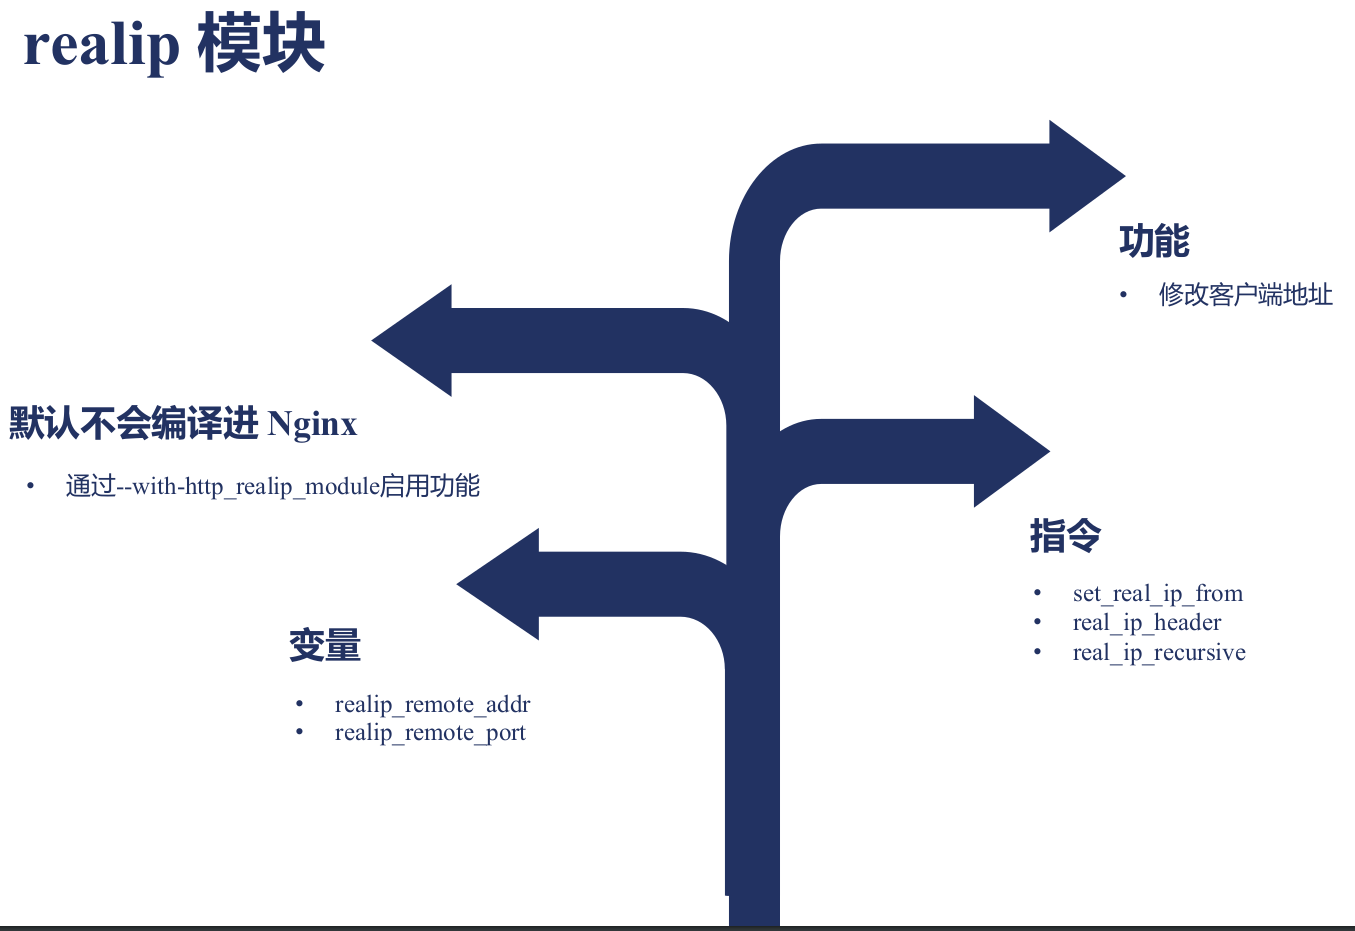 realip 模块
功能
• 修改客户端地址
默认不会编译进 Nginx
• 通过--with-http_realip_module启用功能
指令
• set_real_ip_from
• real_ip_header
• real_ip_recursive
变量
• realip_remote_addr
• realip_remote_port